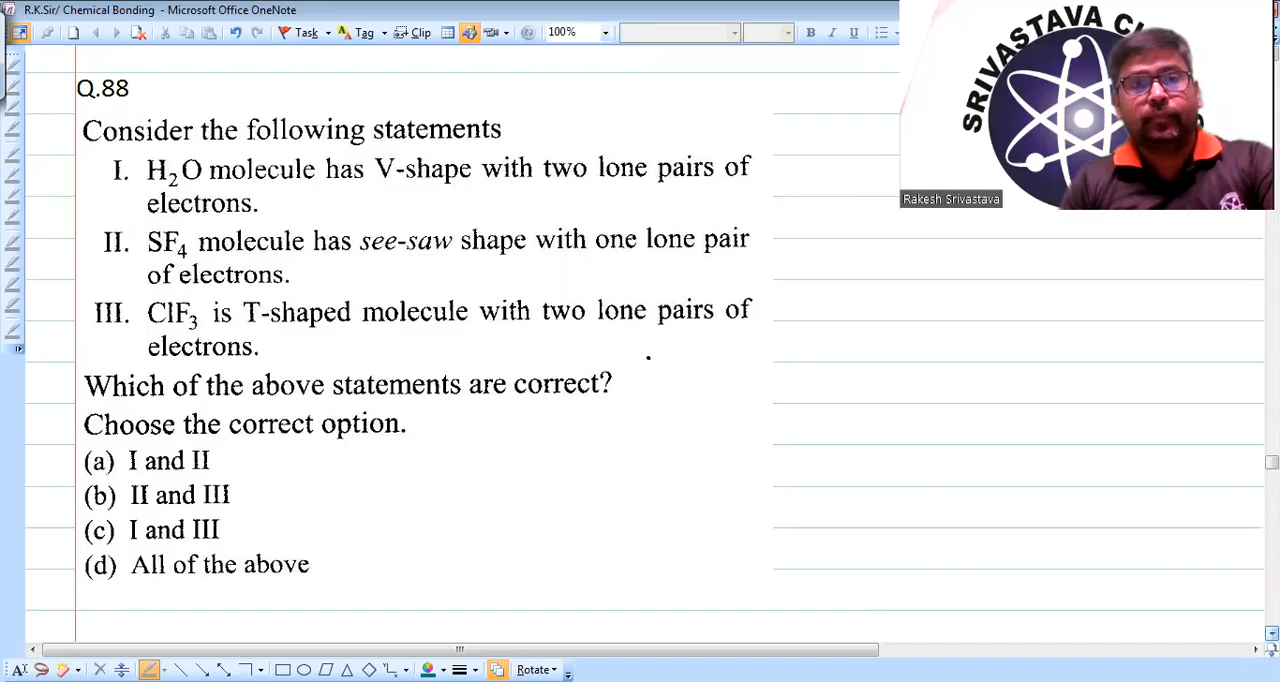 R.K.Sir/ Chemical Bonding - Microsoft Office OneNote
Task
Tag
Clip
100%
B I U
SRIVASTAVA CL
Rakesh Srivastava
Q.88
Consider the following statements
I. H₂O molecule has V-shape with two lone pairs of
electrons.
II. SF₄ molecule has see-saw shape with one lone pair
of electrons.
III. ClF₃ is T-shaped molecule with two lone pairs of
electrons.
Which of the above statements are correct?
Choose the correct option.
(a) I and II
(b) II and III
(c) I and III
(d) All of the above
Rotate